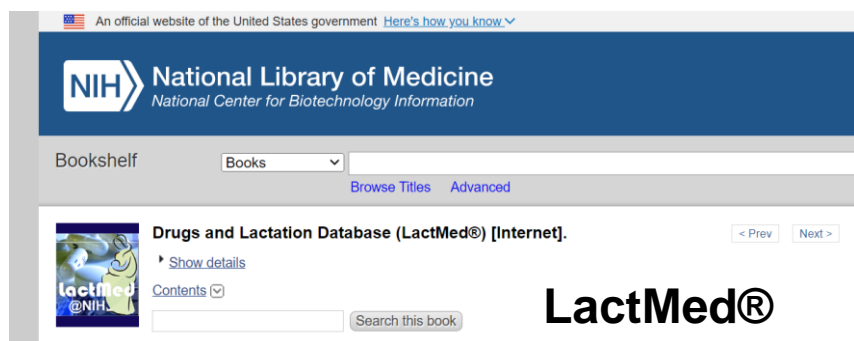 An official website of the United States government Here's how you know
NIH National Library of Medicine
National Center for Biotechnology Information
Bookshelf Books
Browse Titles Advanced
Drugs and Lactation Database (LactMed®) [Internet]. < Prev Next >
Show details
Contents
LactMed
@NIH
Search this book
LactMed®